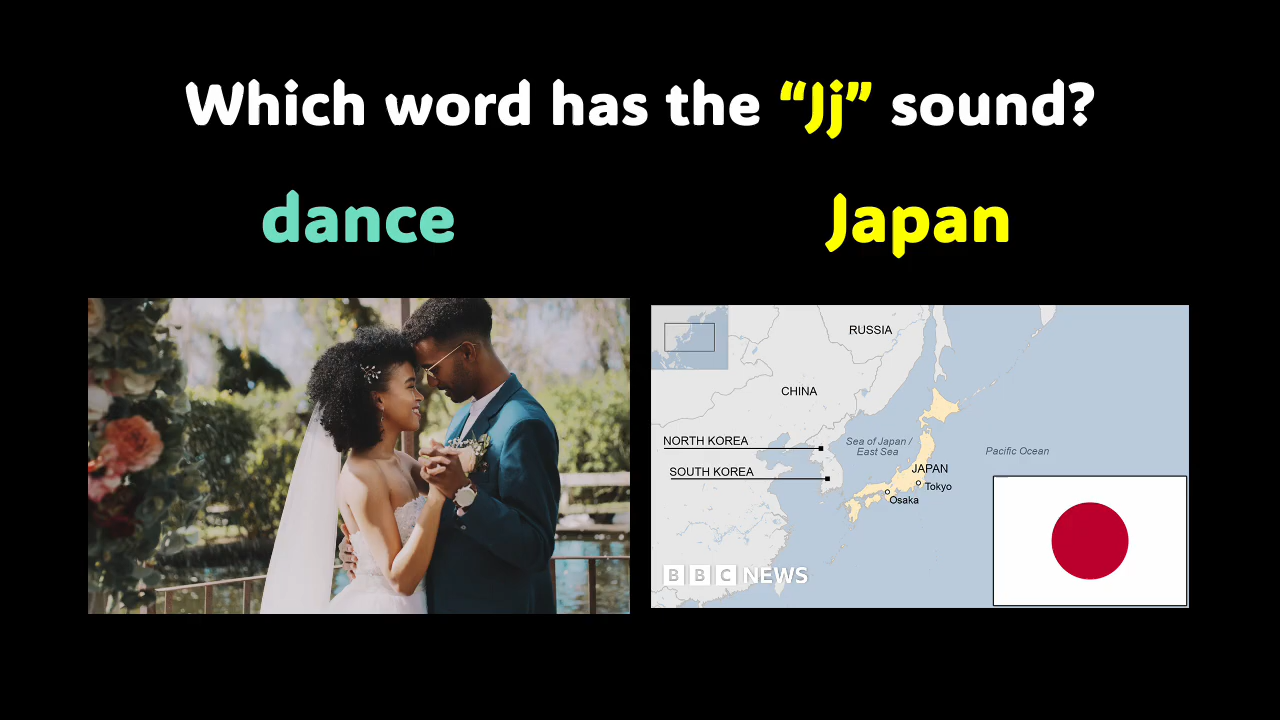 Which word has the “Jj” sound?
dance
Japan
RUSSIA
CHINA
NORTH KOREA
Sea of Japan /
East Sea
Pacific Ocean
SOUTH KOREA
JAPAN
Tokyo
Osaka
BBC NEWS